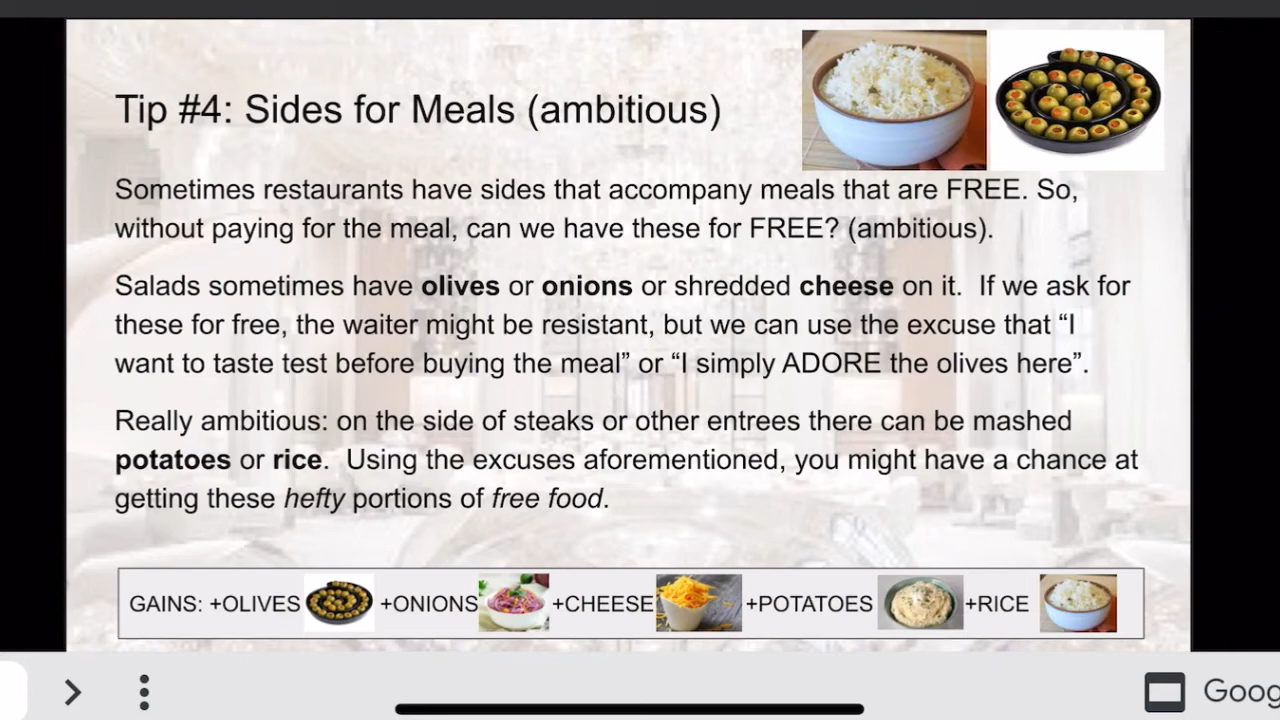 Tip #4: Sides for Meals (ambitious)
Sometimes restaurants have sides that accompany meals that are FREE. So,
without paying for the meal, can we have these for FREE? (ambitious).
Salads sometimes have olives or onions or shredded cheese on it.  If we ask for
these for free, the waiter might be resistant, but we can use the excuse that “I
want to taste test before buying the meal” or “I simply ADORE the olives here”.
Really ambitious: on the side of steaks or other entrees there can be mashed
potatoes or rice.  Using the excuses aforementioned, you might have a chance at
getting these hefty portions of free food.
GAINS: +OLIVES +ONIONS +CHEESE +POTATOES +RICE
Goog